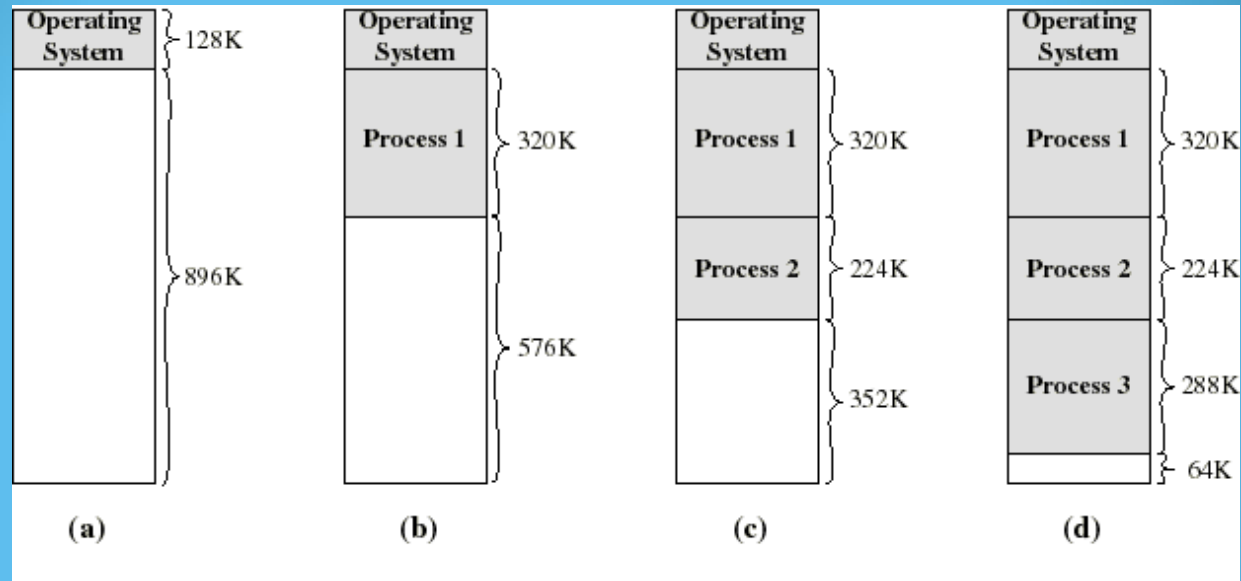 Operating
System
128K
896K
(a)
Operating
System
Process 1
320K
576K
(b)
Operating
System
Process 1
320K
Process 2
224K
352K
(c)
Operating
System
Process 1
320K
Process 2
224K
Process 3
288K
64K
(d)